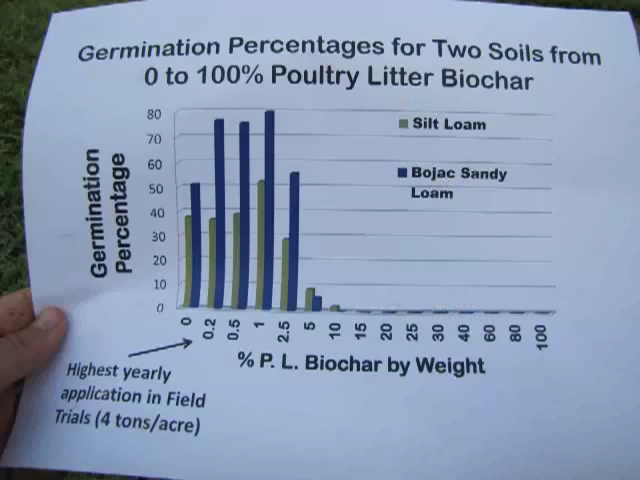 Germination Percentages for Two Soils from
0 to 100% Poultry Litter Biochar
Germination
Percentage
80
70
60
50
40
30
20
10
0
Silt Loam
Bojac Sandy
Loam
0 0.2 0.5 1 2.5 5 10 15 20 25 30 40 60 80 100
% P. L. Biochar by Weight
Highest yearly
application in Field
Trials (4 tons/acre)